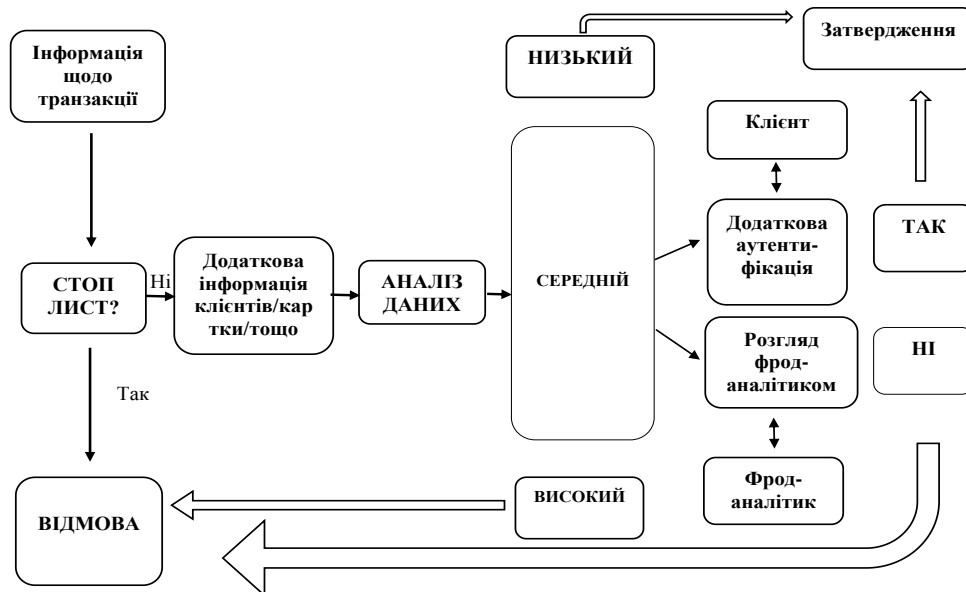 Інформація
щодо
транзакції
НИЗЬКИЙ
Затвердження
Клієнт
СТОП
ЛИСТ?
Ні
Додаткова
інформація
клієнтів/кар
тки/тощо
АНАЛІЗ
ДАНИХ
СЕРЕДНІЙ
Додаткова
аутенти-
фікація
ТАК
Розгляд
фрод-
аналітиком
НІ
Так
ВІДМОВА
ВИСОКИЙ
Фрод-
аналітик